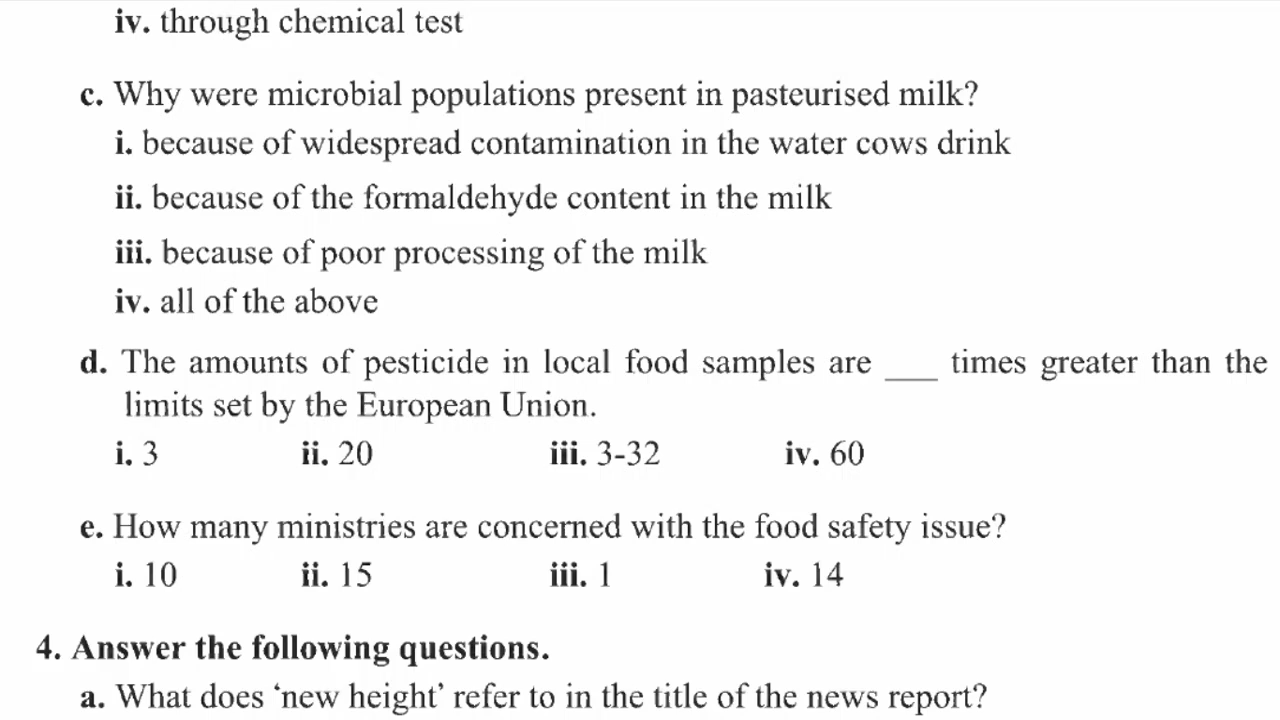 iv. through chemical test
c. Why were microbial populations present in pasteurised milk?
i. because of widespread contamination in the water cows drink
ii. because of the formaldehyde content in the milk
iii. because of poor processing of the milk
iv. all of the above
d. The amounts of pesticide in local food samples are ___ times greater than the
limits set by the European Union.
i. 3 ii. 20 iii. 3-32 iv. 60
e. How many ministries are concerned with the food safety issue?
i. 10 ii. 15 iii. 1 iv. 14
4. Answer the following questions.
a. What does ‘new height’ refer to in the title of the news report?